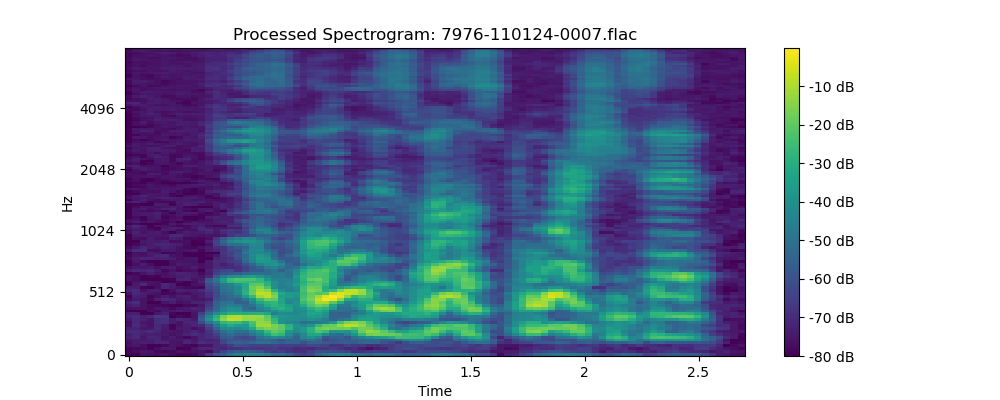 Processed Spectrogram: 7976-110124-0007.flac
Hz
4096
2048
1024
512
0
0
0.5
1
1.5
2
2.5
Time
-10 dB
-20 dB
-30 dB
-40 dB
-50 dB
-60 dB
-70 dB
-80 dB